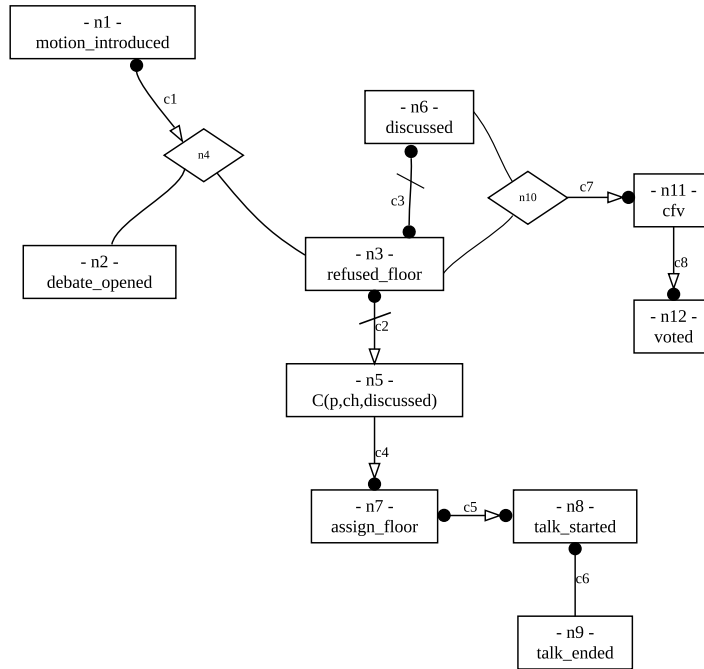 - n1 -
motion_introduced
c1
n4
- n6 -
discussed
c3
n10
c7
- n11 -
cfv
c8
- n12 -
voted
- n2 -
debate_opened
- n3 -
refused_floor
c2
- n5 -
C(p,ch,discussed)
c4
- n7 -
assign_floor
c5
- n8 -
talk_started
c6
- n9 -
talk_ended